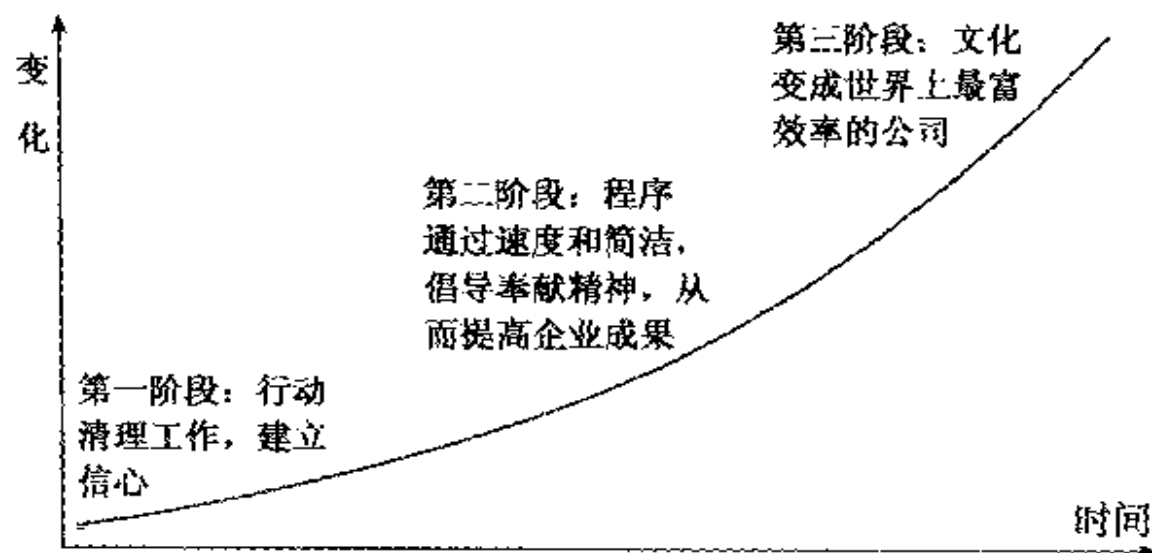 变
化
第三阶段：文化
变成世界上最富
效率的公司
第二阶段：程序
通过速度和简洁，
倡导奉献精神，从
而提高企业成果
第一阶段：行动
清理工作，建立
信心
时间